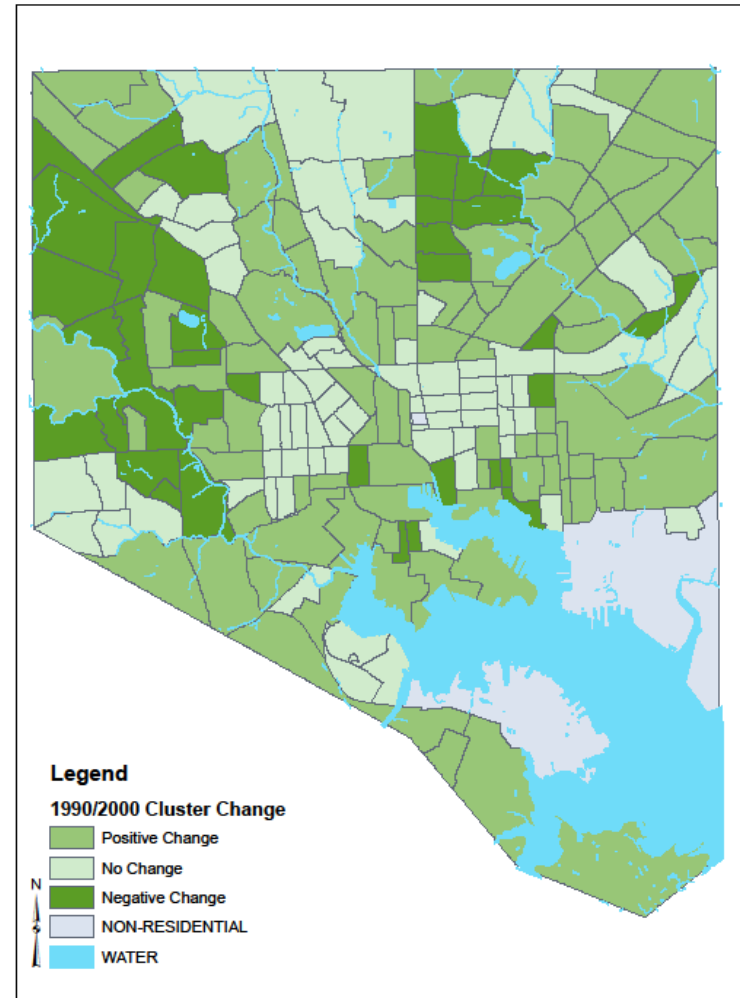 Legend
1990/2000 Cluster Change
Positive Change
No Change
Negative Change
N
NON-RESIDENTIAL
WATER